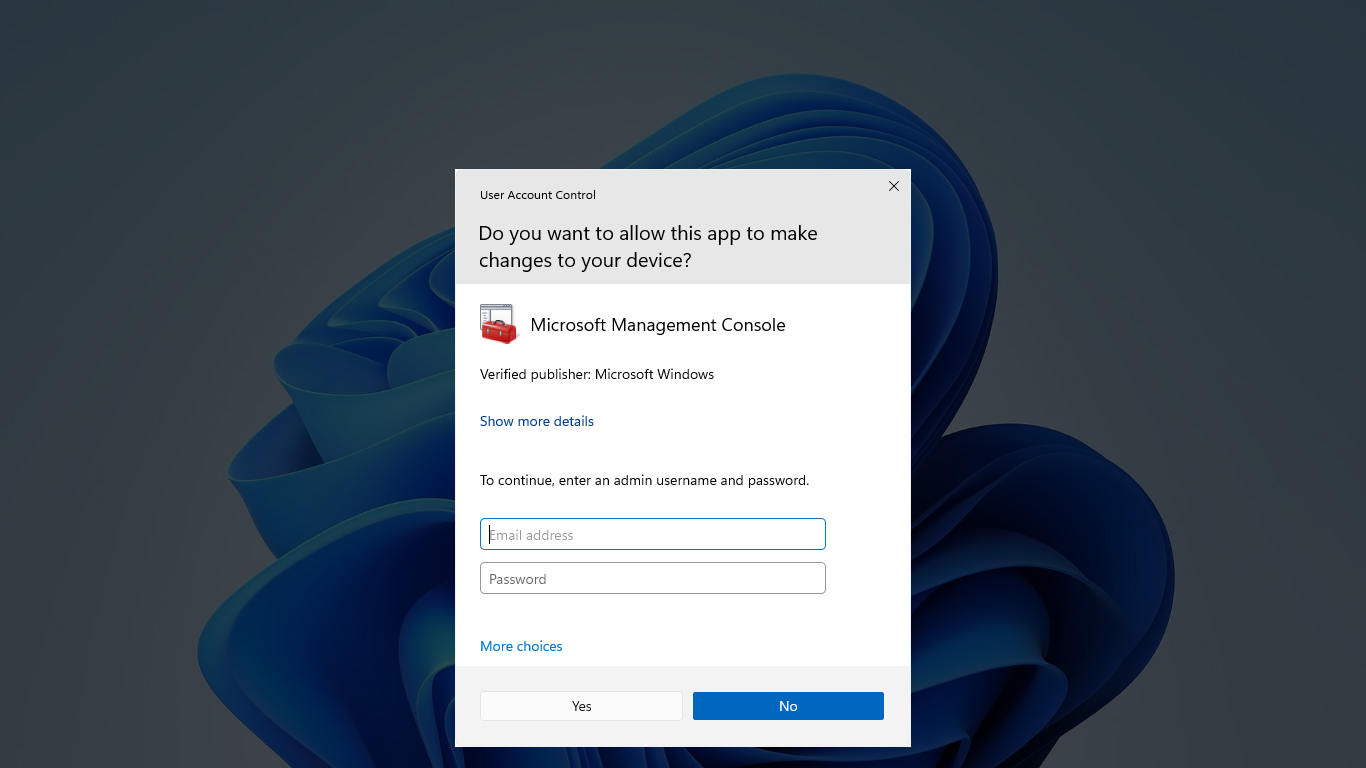 User Account Control
Do you want to allow this app to make
changes to your device?
Microsoft Management Console
Verified publisher: Microsoft Windows
Show more details
To continue, enter an admin username and password.
Email address
Password
More choices
Yes
No